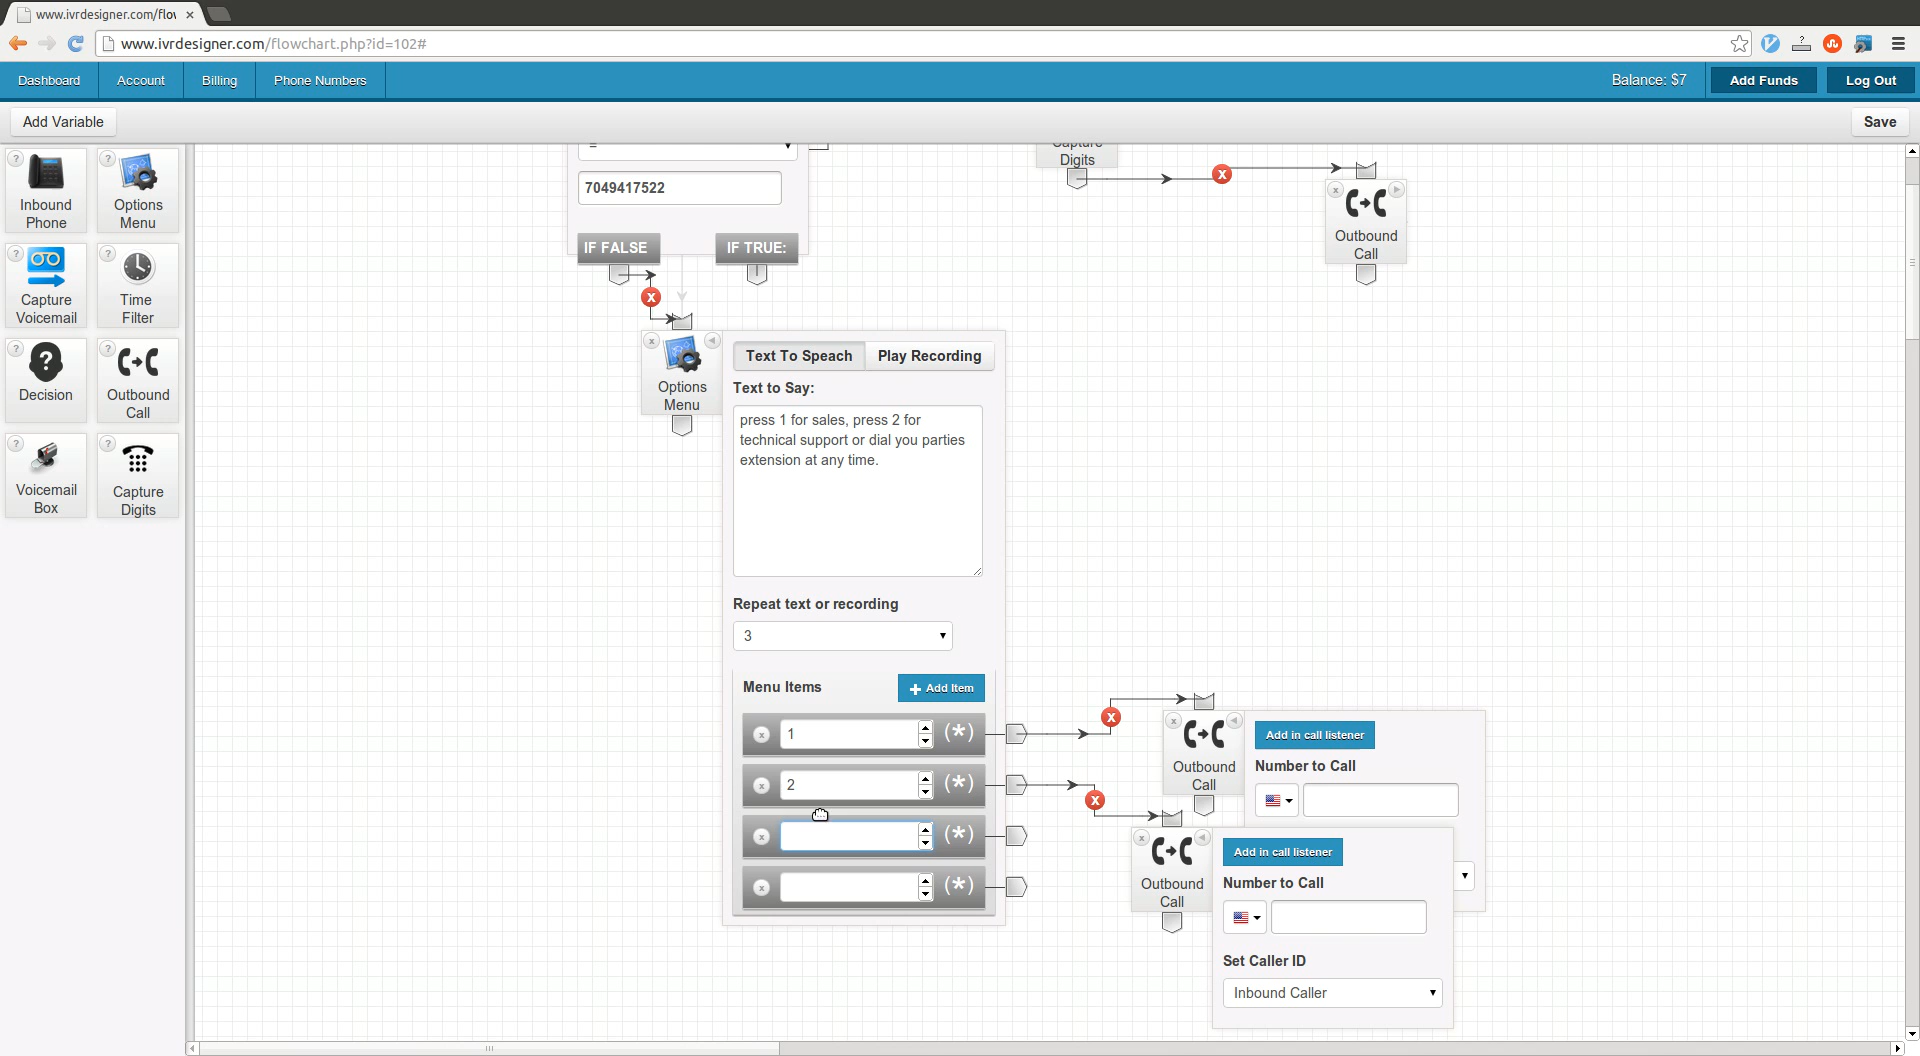 www.ivrdesigner.com/flov
www.ivrdesigner.com/flowchart.php?id=102#
Dashboard
Account
Billing
Phone Numbers
Balance: $7
Add Funds
Log Out
Add Variable
Save
Inbound
Phone
Options
Menu
Capture
Voicemail
Time
Filter
Decision
Outbound
Call
Voicemail
Box
Capture
Digits
=
7049417522
IF FALSE
IF TRUE:
Capture
Digits
Outbound
Call
Options
Menu
Text To Speach
Play Recording
Text to Say:
press 1 for sales, press 2 for
technical support or dial you parties
extension at any time.
Repeat text or recording
3
Menu Items
+ Add Item
1
(*)
2
(*)
(*)
(*)
Outbound
Call
Add in call listener
Number to Call
Outbound
Call
Add in call listener
Number to Call
Set Caller ID
Inbound Caller